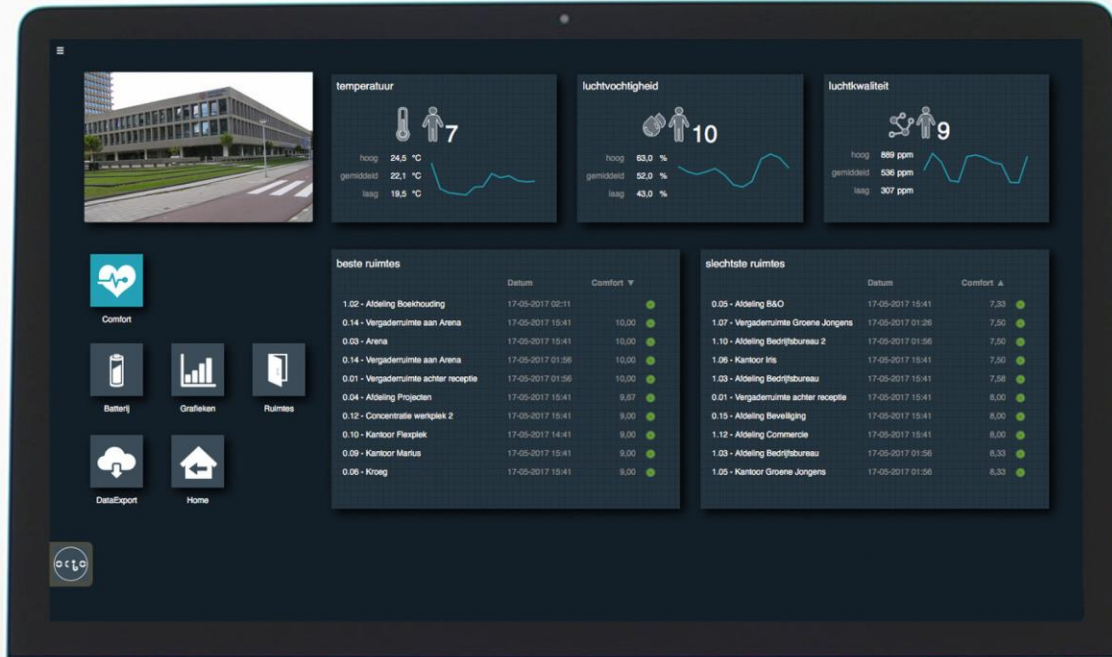 temperatuur
7
hoog 24,5 °C
gemiddeld 22,1 °C
laag 19,5 °C
luchtvochtigheid
10
hoog 63,0 %
gemiddeld 52,0 %
laag 43,0 %
luchtkwaliteit
9
hoog 889 ppm
gemiddeld 536 ppm
laag 307 ppm
Comfort
Batterij
Grafieken
Ruimtes
DataExport
Home
octo
beste ruimtes
Datum Comfort ▼
1.02 - Afdeling Boekhouding 17-05-2017 02:11
0.14 - Vergaderruimte aan Arena 17-05-2017 15:41 10,00
0.03 - Arena 17-05-2017 15:41 10,00
0.14 - Vergaderruimte aan Arena 17-05-2017 01:56 10,00
0.01 - Vergaderruimte achter receptie 17-05-2017 01:56 10,00
0.04 - Afdeling Projecten 17-05-2017 15:41 9,67
0.12 - Concentratie werkplek 2 17-05-2017 15:41 9,00
0.10 - Kantoor Flexplek 17-05-2017 14:41 9,00
0.09 - Kantoor Marius 17-05-2017 15:41 9,00
0.06 - Kroeg 17-05-2017 15:41 9,00
slechtste ruimtes
Datum Comfort ▲
0.05 - Afdeling B&O 17-05-2017 15:41 7,33
1.07 - Vergaderruimte Groene Jongens 17-05-2017 01:26 7,50
1.10 - Afdeling Bedrijfsbureau 2 17-05-2017 01:56 7,50
1.06 - Kantoor Iris 17-05-2017 15:41 7,50
1.03 - Afdeling Bedrijfsbureau 17-05-2017 15:41 7,58
0.01 - Vergaderruimte achter receptie 17-05-2017 15:41 8,00
0.15 - Afdeling Beveiliging 17-05-2017 15:41 8,00
1.12 - Afdeling Commercie 17-05-2017 15:41 8,00
1.03 - Afdeling Bedrijfsbureau 17-05-2017 01:56 8,33
1.05 - Kantoor Groene Jongens 17-05-2017 01:56 8,33